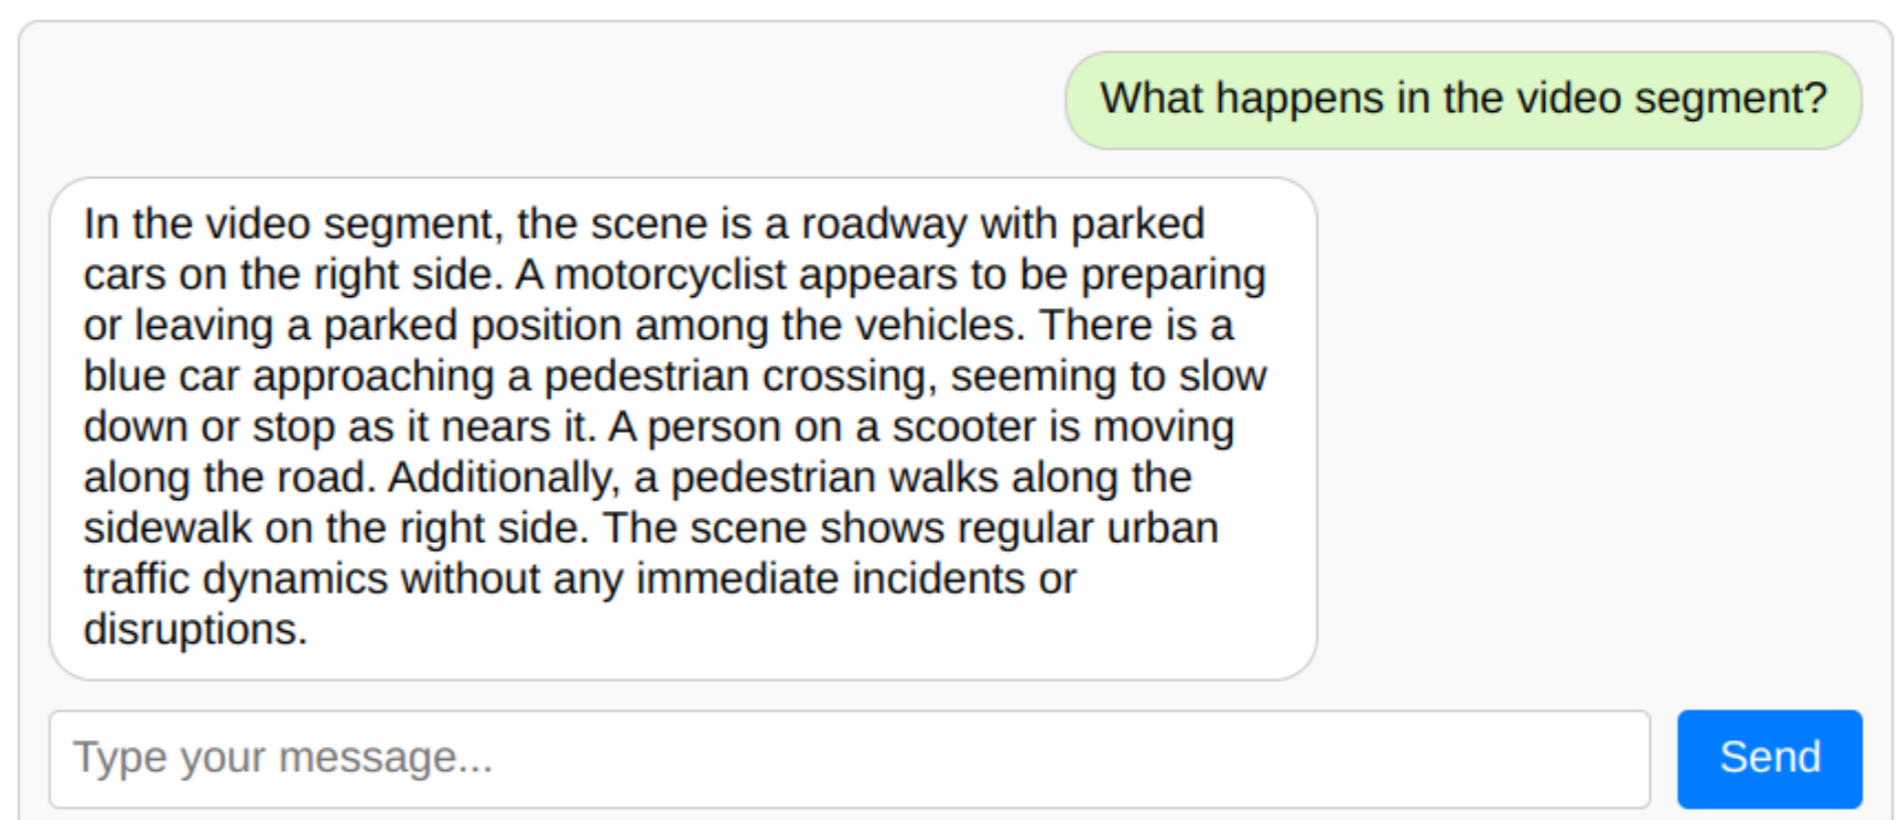 What happens in the video segment?
In the video segment, the scene is a roadway with parked
cars on the right side. A motorcyclist appears to be preparing
or leaving a parked position among the vehicles. There is a
blue car approaching a pedestrian crossing, seeming to slow
down or stop as it nears it. A person on a scooter is moving
along the road. Additionally, a pedestrian walks along the
sidewalk on the right side. The scene shows regular urban
traffic dynamics without any immediate incidents or
disruptions.
Type your message...
Send